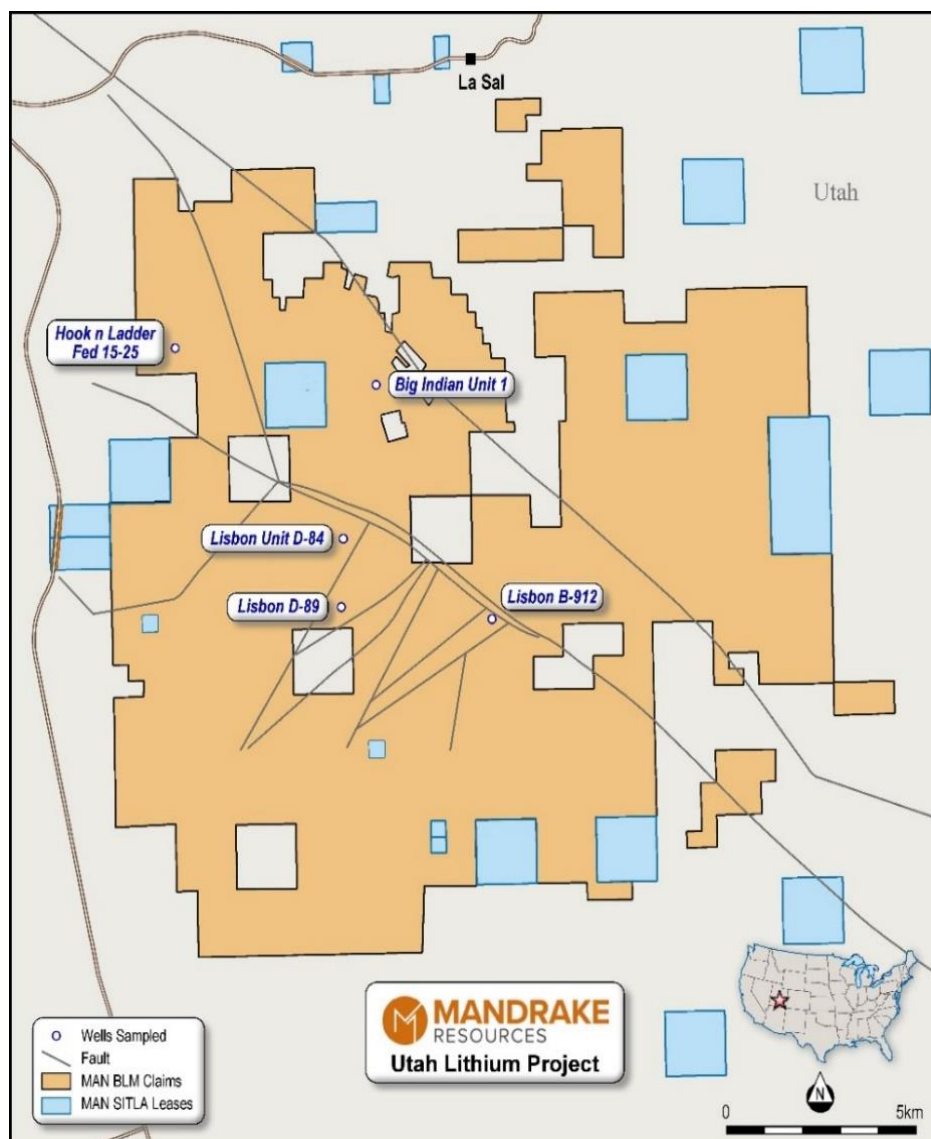 La Sal
Utah
Hook n Ladder
Fed 15-25
Big Indian Unit 1
Lisbon Unit D-84
Lisbon D-89
Lisbon B-912
MANDRAKE
RESOURCES
Utah Lithium Project
Wells Sampled
Fault
MAN BLM Claims
MAN SITLA Leases
N
0 5km